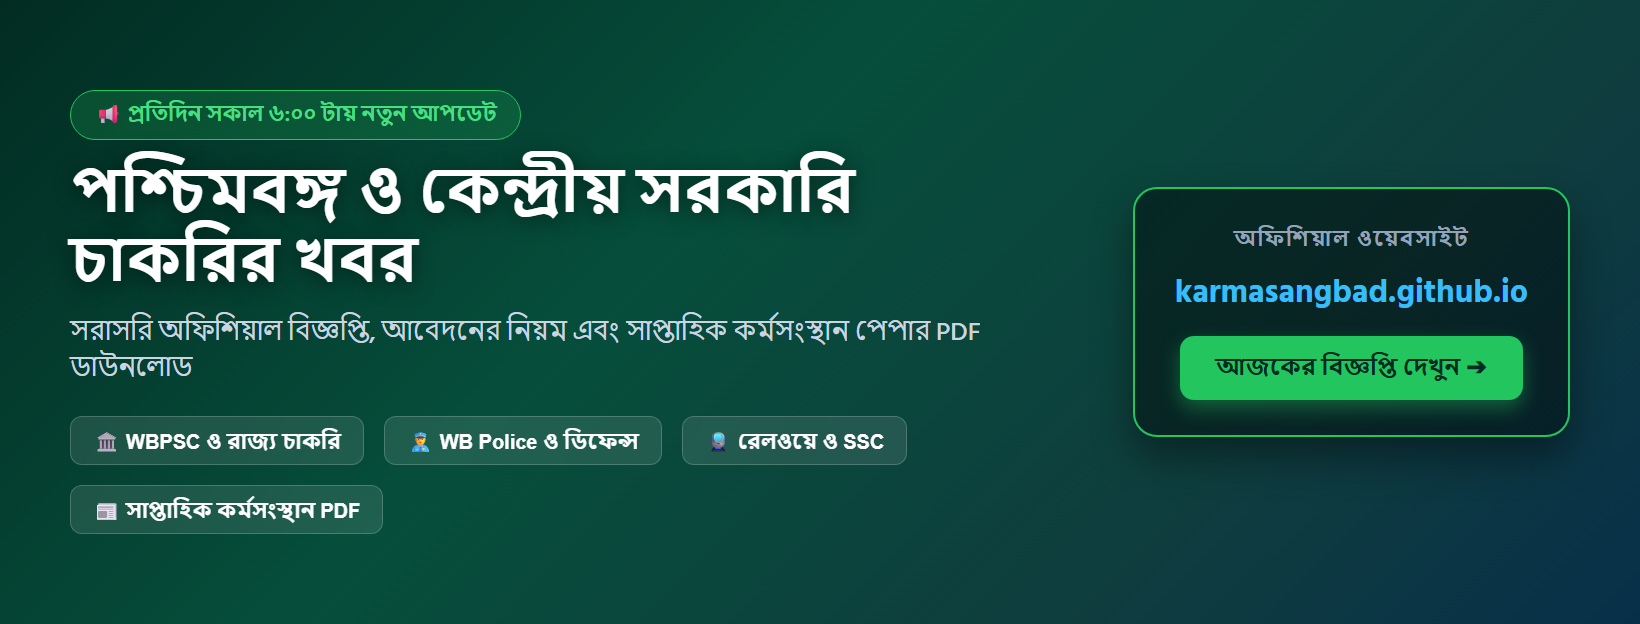 📢 প্রতিদিন সকাল ৬:০০ টায় নতুন আপডেট
পশ্চিমবঙ্গ ও কেন্দ্রীয় সরকারি
চাকরির খবর
সরাসরি অফিশিয়াল বিজ্ঞপ্তি, আবেদনের নিয়ম এবং সাপ্তাহিক কর্মসংস্থান পেপার PDF
ডাউনলোড
🏛️ WBPSC ও রাজ্য চাকরি
👮 WB Police ও ডিফেন্স
🚆 রেলওয়ে ও SSC
📰 সাপ্তাহিক কর্মসংস্থান PDF
অফিশিয়াল ওয়েবসাইট
karmasangbad.github.io
আজকের বিজ্ঞপ্তি দেখুন ➔